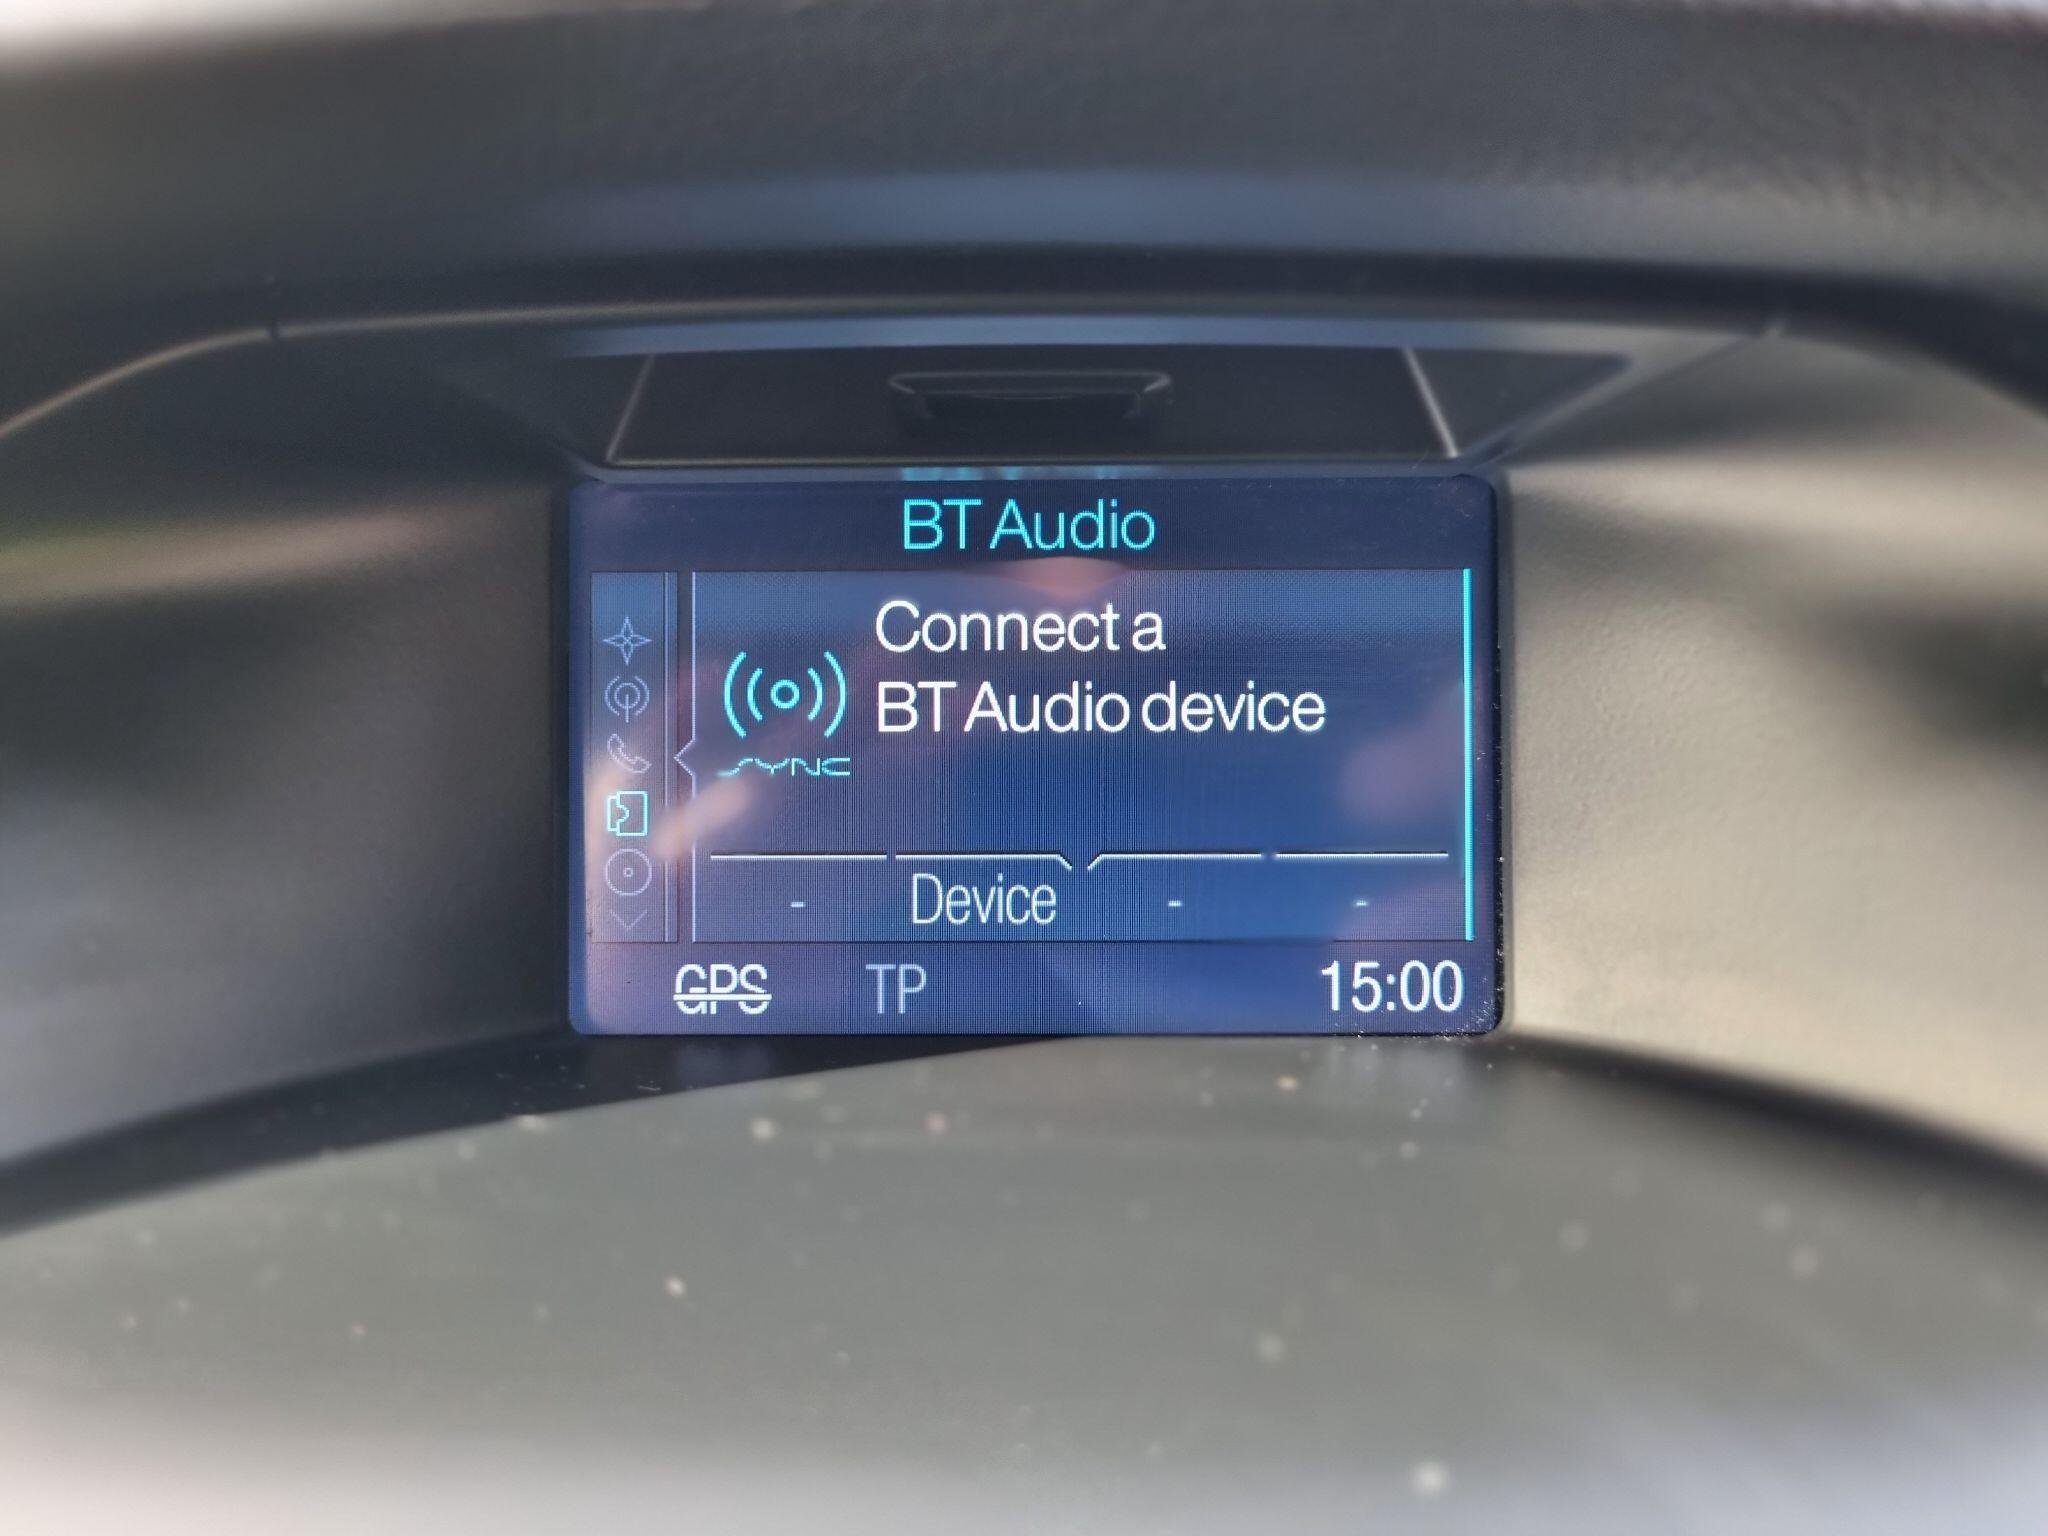 BT Audio
Connect a
BT Audio device
SYNC
- Device - -
GPS TP 15:00